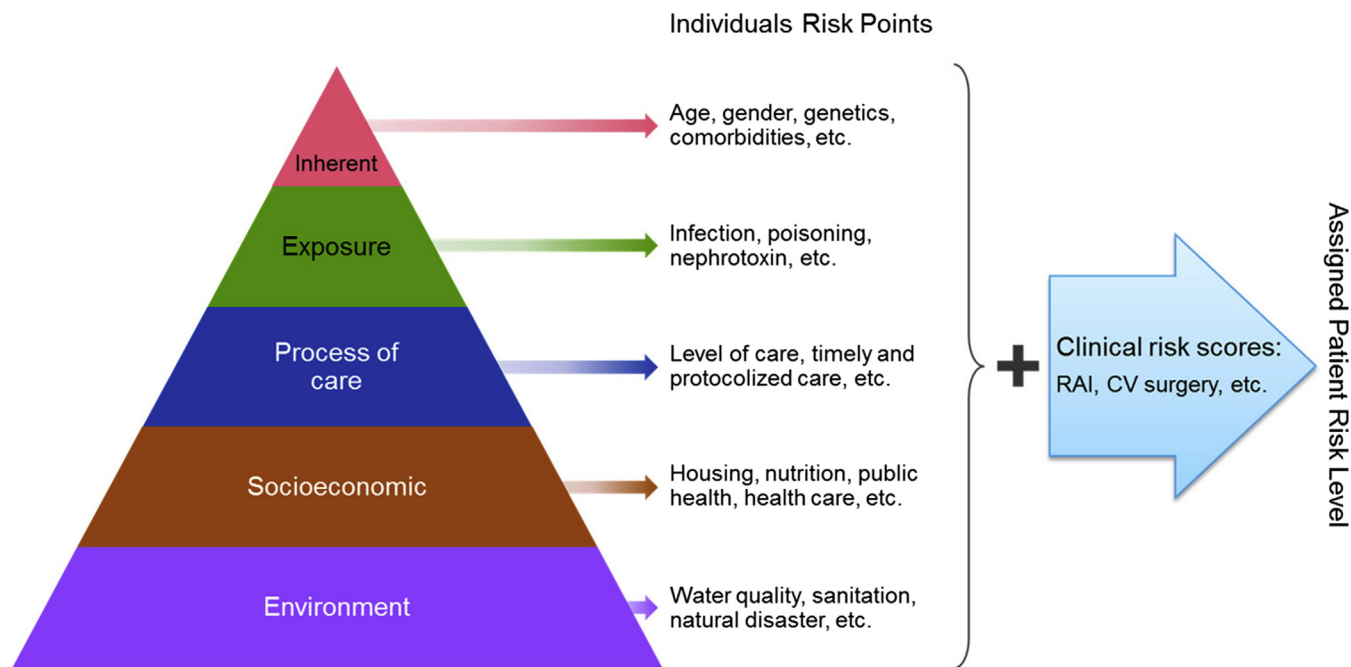 Individuals Risk Points
Inherent
Age, gender, genetics,
comorbidities, etc.
Exposure
Infection, poisoning,
nephrotoxin, etc.
Process of
care
Level of care, timely and
protocolized care, etc.
Socioeconomic
Housing, nutrition, public
health, health care, etc.
Environment
Water quality, sanitation,
natural disaster, etc.
+
Clinical risk scores:
RAI, CV surgery, etc.
Assigned Patient Risk Level